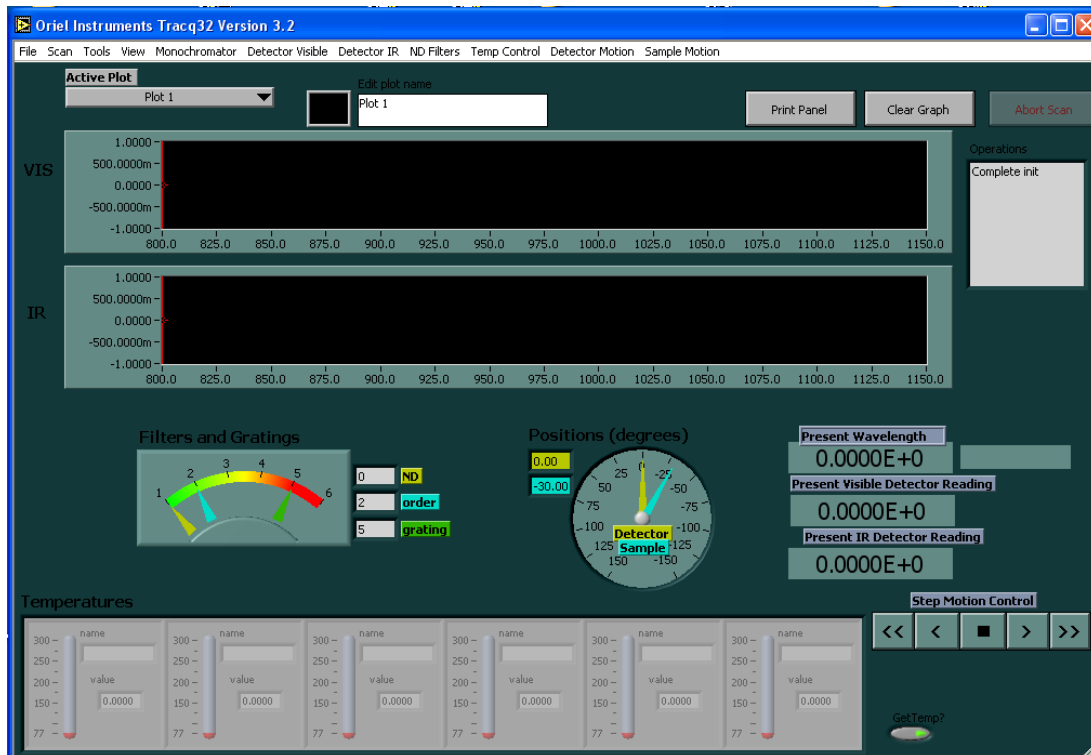 Oriel Instruments Tracq32 Version 3.2
File Scan Tools View Monochromator Detector Visible Detector IR ND Filters Temp Control Detector Motion Sample Motion
Active Plot
Plot 1
Edit plot name
Plot 1
Print Panel
Clear Graph
Abort Scan
VIS
1.0000
500.0000m
0.0000
-500.0000m
-1.0000
800.0 825.0 850.0 875.0 900.0 925.0 950.0 975.0 1000.0 1025.0 1050.0 1075.0 1100.0 1125.0 1150.0
Operations
Complete init
IR
1.0000
500.0000m
0.0000
-500.0000m
-1.0000
800.0 825.0 850.0 875.0 900.0 925.0 950.0 975.0 1000.0 1025.0 1050.0 1075.0 1100.0 1125.0 1150.0
Filters and Gratings
1 2 3 4 5 6
0 ND
2 order
5 grating
Positions (degrees)
0.00
-30.00
0
25 -25
50 -50
75 -75
100 -100
125 -125
150 -150
Detector
Sample
Present Wavelength
0.0000E+0
Present Visible Detector Reading
0.0000E+0
Present IR Detector Reading
0.0000E+0
Temperatures
300 250 200 150 77
name
value
0.0000
300 250 200 150 77
name
value
0.0000
300 250 200 150 77
name
value
0.0000
300 250 200 150 77
name
value
0.0000
300 250 200 150 77
name
value
0.0000
300 250 200 150 77
name
value
0.0000
Step Motion Control
<< < > >>
GetTemp?